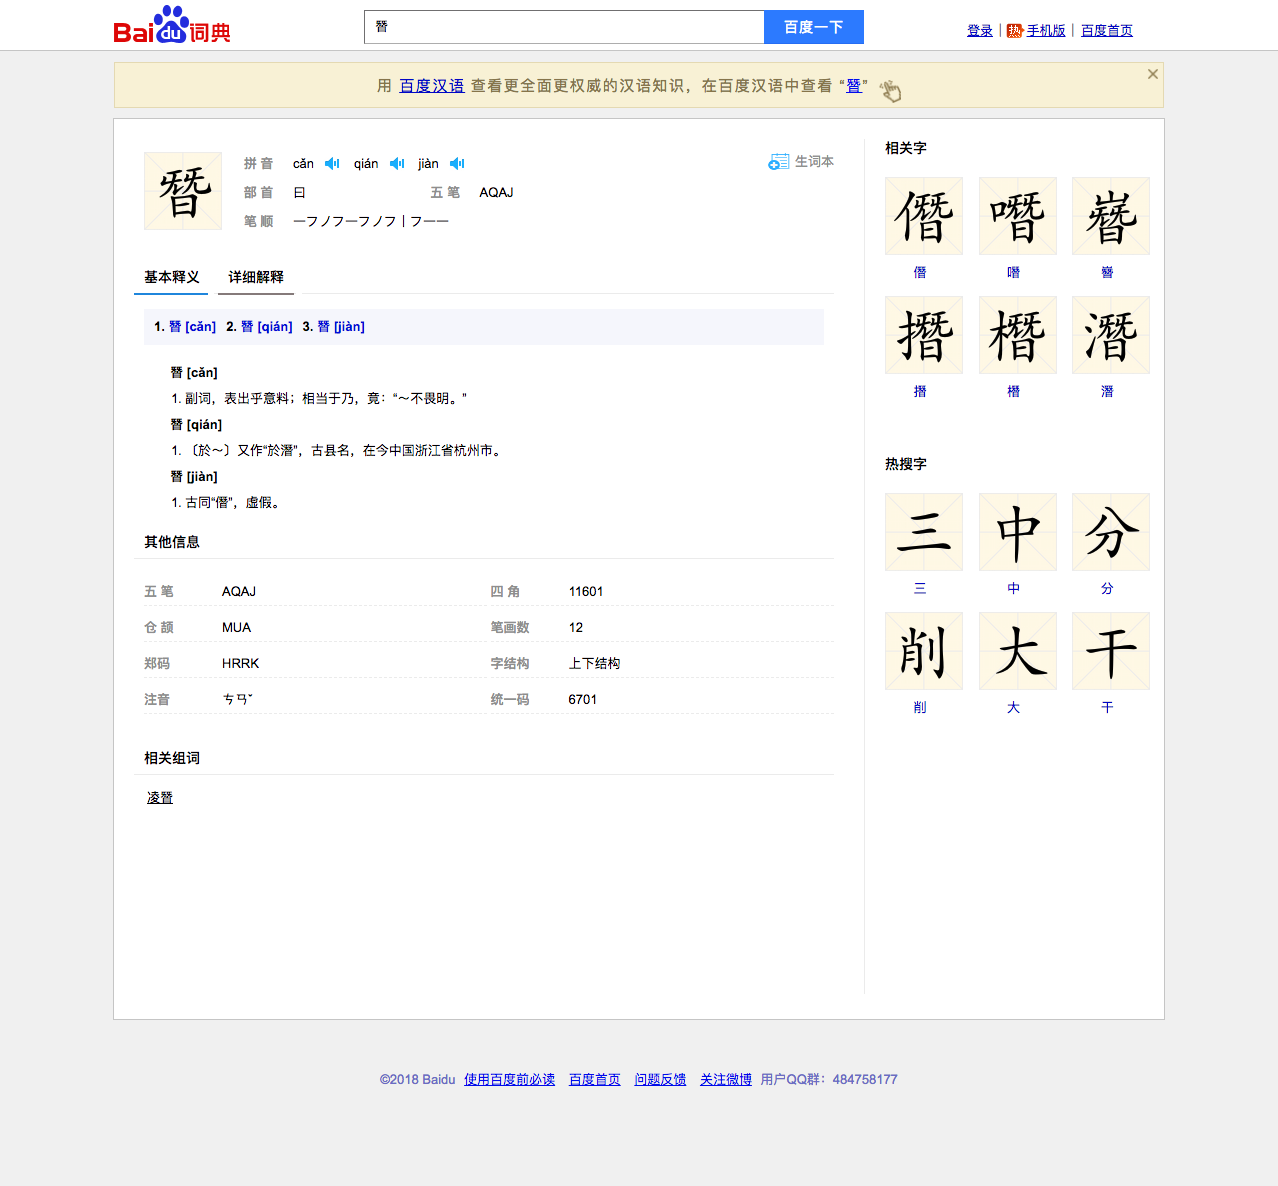 Bai du 词典
朁
百度一下
登录 | 热 手机版 | 百度首页
用 百度汉语 查看更全面更权威的汉语知识，在百度汉语中查看 “朁”
朁
拼 音 cǎn qián jiàn
生词本
部 首 曰 五 笔 AQAJ
笔 顺 一フノフ一フノフ丨フ一一
基本释义 详细解释
1. 朁 [cǎn] 2. 朁 [qián] 3. 朁 [jiàn]
朁 [cǎn]
1. 副词，表出乎意料；相当于乃，竟：“～不畏明。”
朁 [qián]
1. 〔於～〕又作“於潛”，古县名，在今中国浙江省杭州市。
朁 [jiàn]
1. 古同“僭”，虚假。
其他信息
五 笔 AQAJ 四 角 11601
仓 颉 MUA 笔画数 12
郑码 HRRK 字结构 上下结构
注音 ㄘㄢˇ 统一码 6701
相关组词
凌朁
相关字
僭 噆 嶜
僭 噆 嶜
撍 橬 潛
撍 橬 潛
热搜字
三 中 分
三 中 分
削 大 干
削 大 干
©2018 Baidu 使用百度前必读 百度首页 问题反馈 关注微博 用户QQ群：484758177